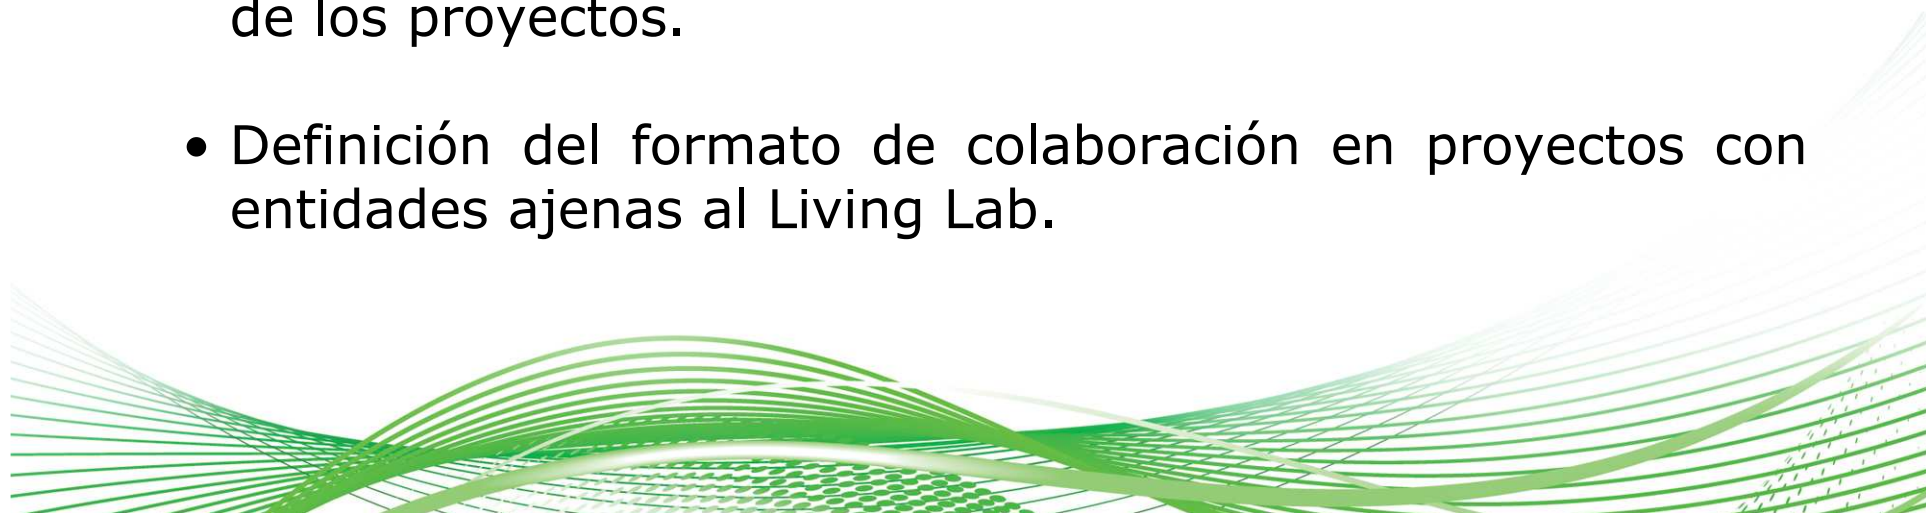 de los proyectos.
• Definición del formato de colaboración en proyectos con
entidades ajenas al Living Lab.